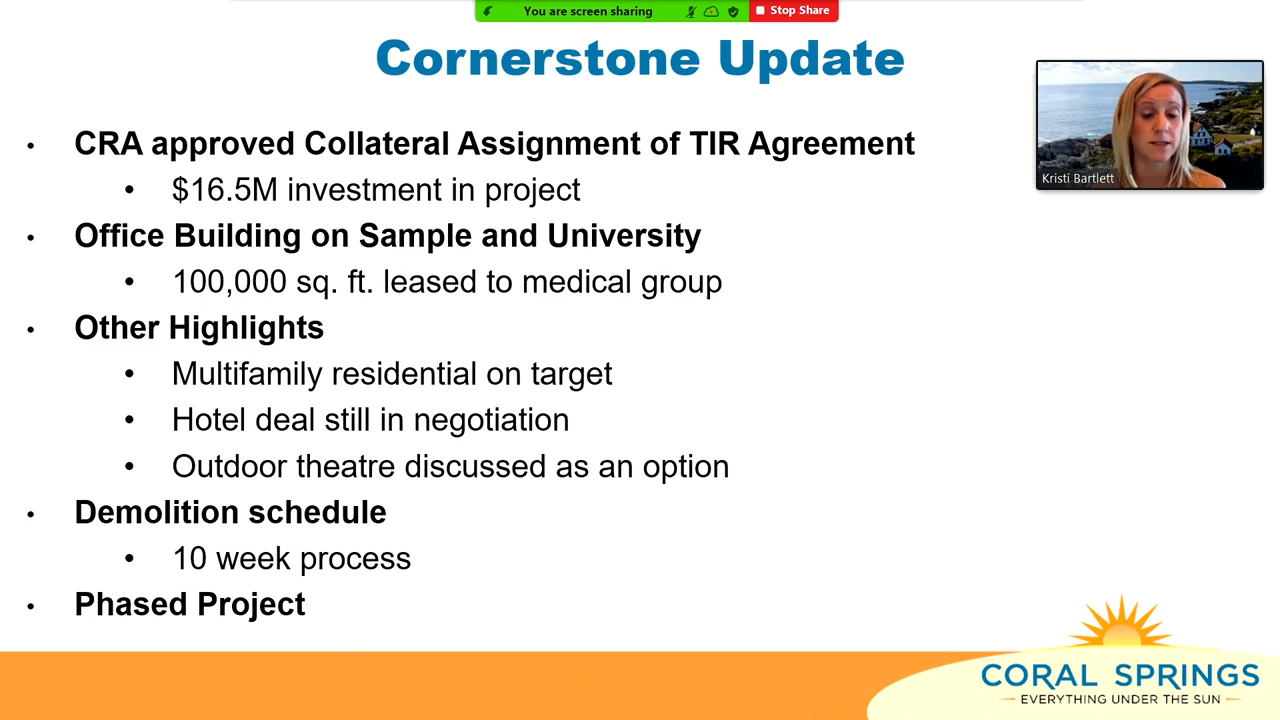 You are screen sharing
Stop Share
Cornerstone Update
• CRA approved Collateral Assignment of TIR Agreement
• $16.5M investment in project
• Office Building on Sample and University
• 100,000 sq. ft. leased to medical group
• Other Highlights
• Multifamily residential on target
• Hotel deal still in negotiation
• Outdoor theatre discussed as an option
• Demolition schedule
• 10 week process
• Phased Project
Kristi Bartlett
CORAL SPRINGS
EVERYTHING UNDER THE SUN